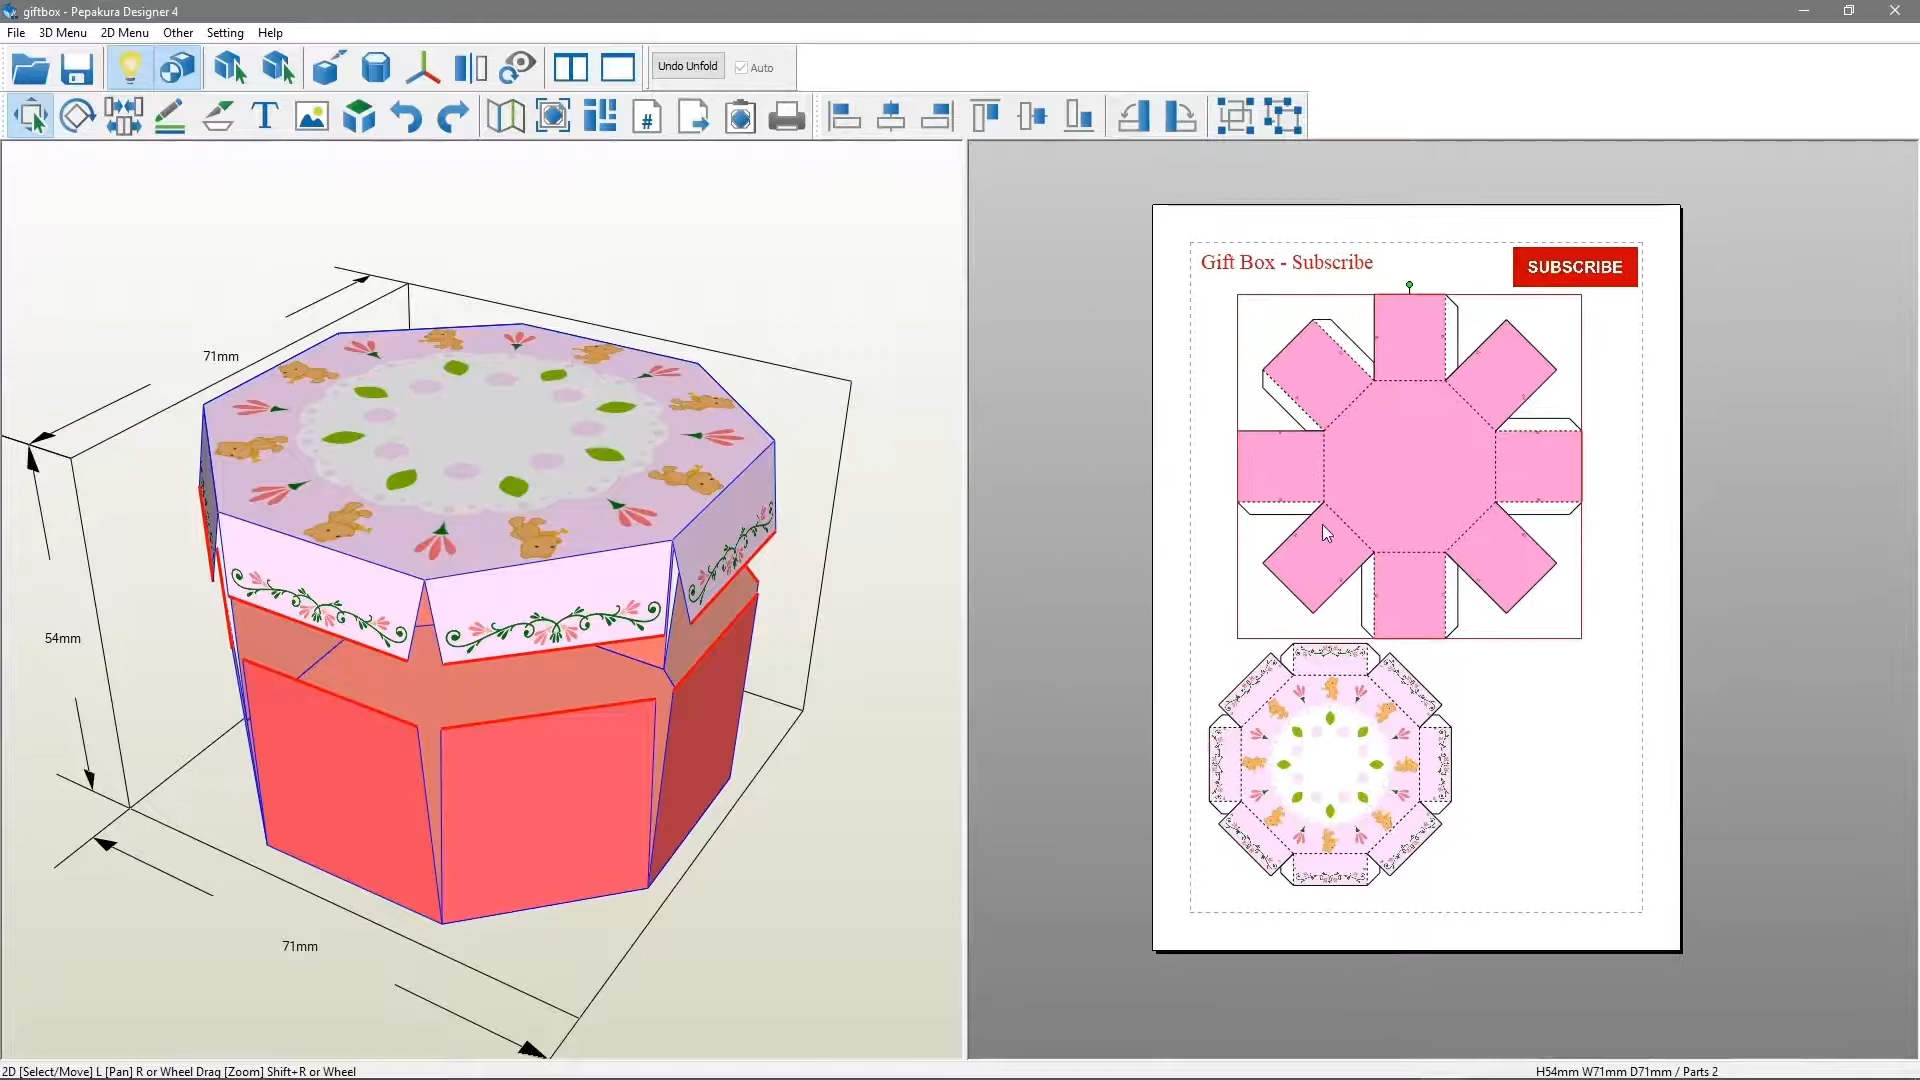 giftbox - Pepakura Designer 4
File 3D Menu 2D Menu Other Setting Help
Undo Unfold Auto
T #
Gift Box - Subscribe
SUBSCRIBE
71mm
54mm
71mm
2D [Select/Move] L [Pan] R or Wheel Drag [Zoom] Shift+R or Wheel
H54mm W71mm D71mm / Parts 2